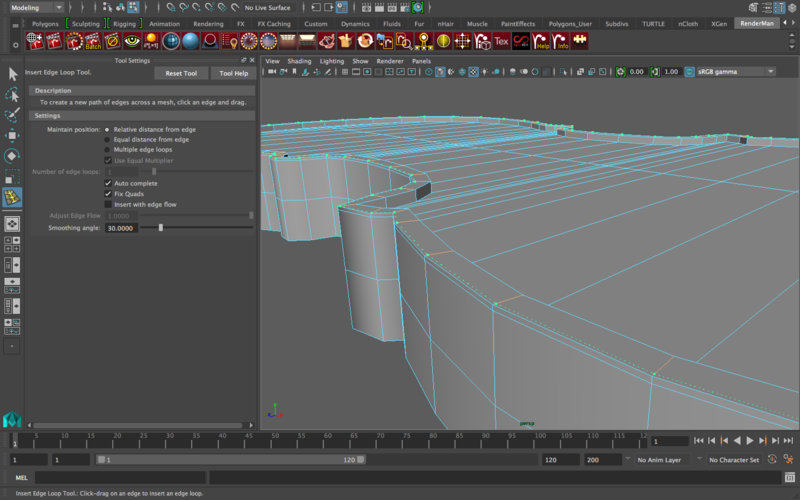 Modeling
No Live Surface
Polygons Sculpting Rigging Animation Rendering FX FX Caching Custom Dynamics Fluids Fur nHair Muscle PaintEffects Polygons_User Subdivs TURTLE nCloth XGen RenderMan
Batch Tex Help Info
Tool Settings
Insert Edge Loop Tool. Reset Tool Tool Help
Description
To create a new path of edges across a mesh, click an edge and drag.
Settings
Maintain position: Relative distance from edge
Equal distance from edge
Multiple edge loops
Use Equal Multiplier
Number of edge loops: 1
Auto complete
Fix Quads
Insert with edge flow
Adjust Edge Flow 1.0000
Smoothing angle: 30.0000
View Shading Lighting Show Renderer Panels
0.00 1.00 sRGB gamma
persp
1 5 10 15 20 25 30 35 40 45 50 55 60 65 70 75 80 85 90 95 100 105 110 115 12 1
1 1 1 120 120 200 No Anim Layer No Character Set
MEL
Insert Edge Loop Tool.: Click-drag on an edge to insert an edge loop.